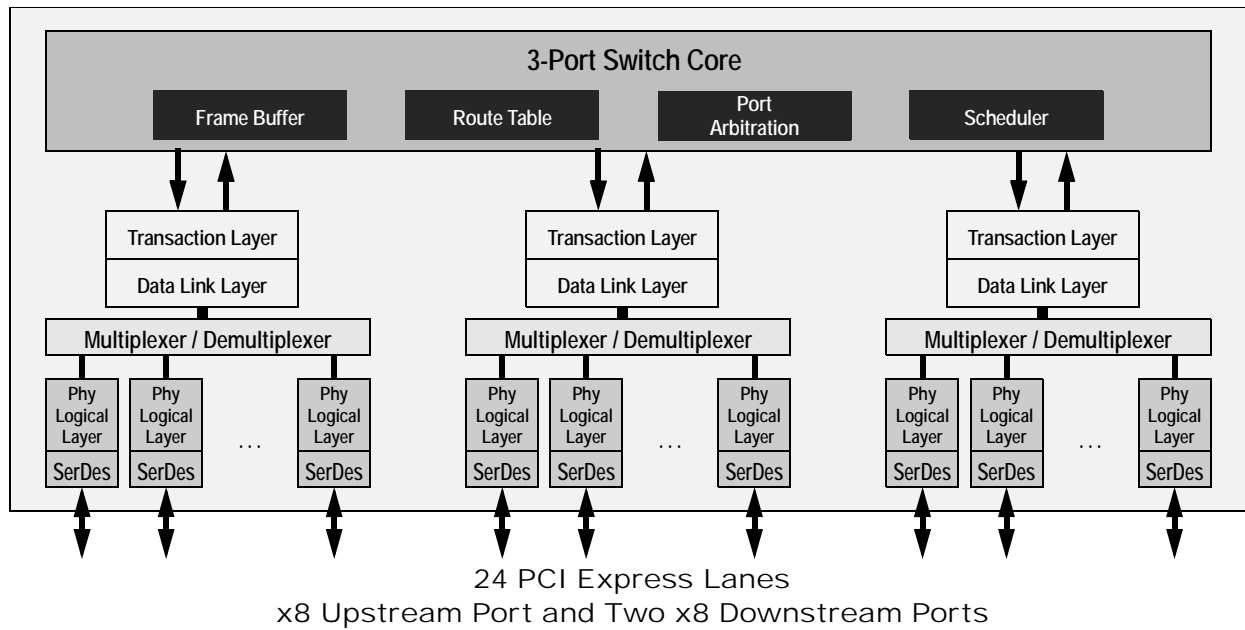 3-Port Switch Core
Frame Buffer
Route Table
Port
Arbitration
Scheduler
Transaction Layer
Data Link Layer
Multiplexer / Demultiplexer
Phy
Logical
Layer
SerDes
Phy
Logical
Layer
SerDes
...
Phy
Logical
Layer
SerDes
Transaction Layer
Data Link Layer
Multiplexer / Demultiplexer
Phy
Logical
Layer
SerDes
Phy
Logical
Layer
SerDes
...
Phy
Logical
Layer
SerDes
Transaction Layer
Data Link Layer
Multiplexer / Demultiplexer
Phy
Logical
Layer
SerDes
Phy
Logical
Layer
SerDes
...
Phy
Logical
Layer
SerDes
24 PCI Express Lanes
x8 Upstream Port and Two x8 Downstream Ports